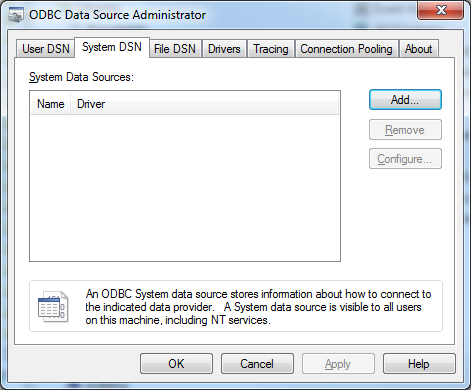 ODBC Data Source Administrator
User DSN System DSN File DSN Drivers Tracing Connection Pooling About
System Data Sources:
Name Driver
Add...
Remove
Configure...
An ODBC System data source stores information about how to connect to
the indicated data provider. A System data source is visible to all users
on this machine, including NT services.
OK Cancel Apply Help